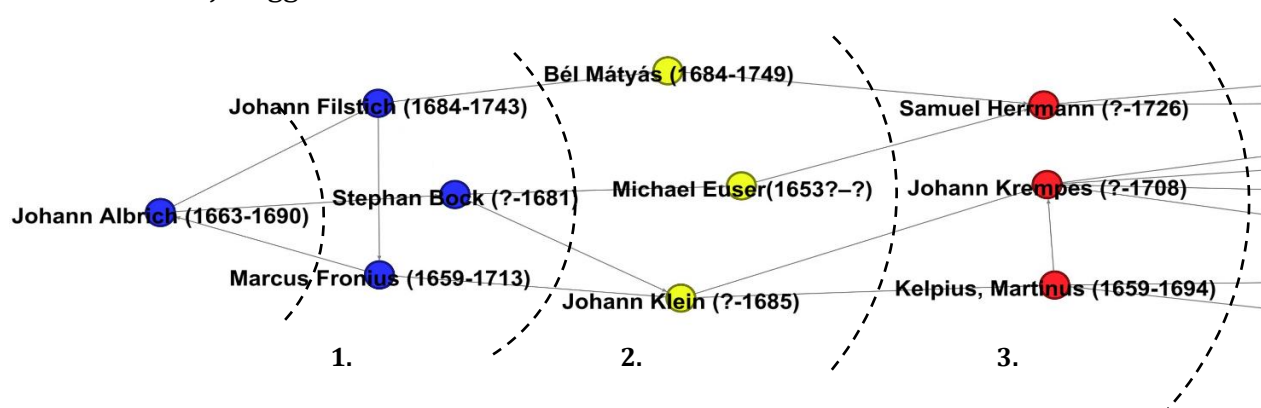 Bél Mátyás (1684-1749)
Johann Filstich (1684-1743)
Samuel Herrmann (?-1726)
Stephan Bock (?-1681)
Michael Euser(1653?–?)
Johann Krempes (?-1708)
Johann Albrich (1663-1690)
Marcus Fronius (1659-1713)
Johann Klein (?-1685)
Kelpius, Martinus (1659-1694)
1.
2.
3.